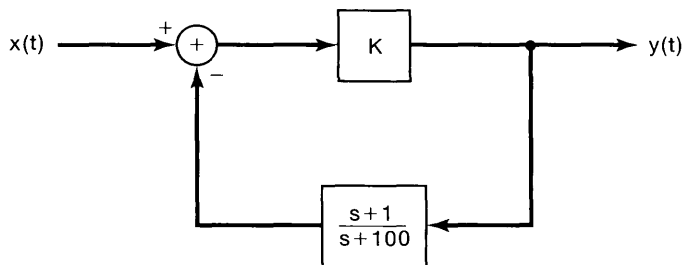 x(t)
+
+
−
K
y(t)
s+1
s+100